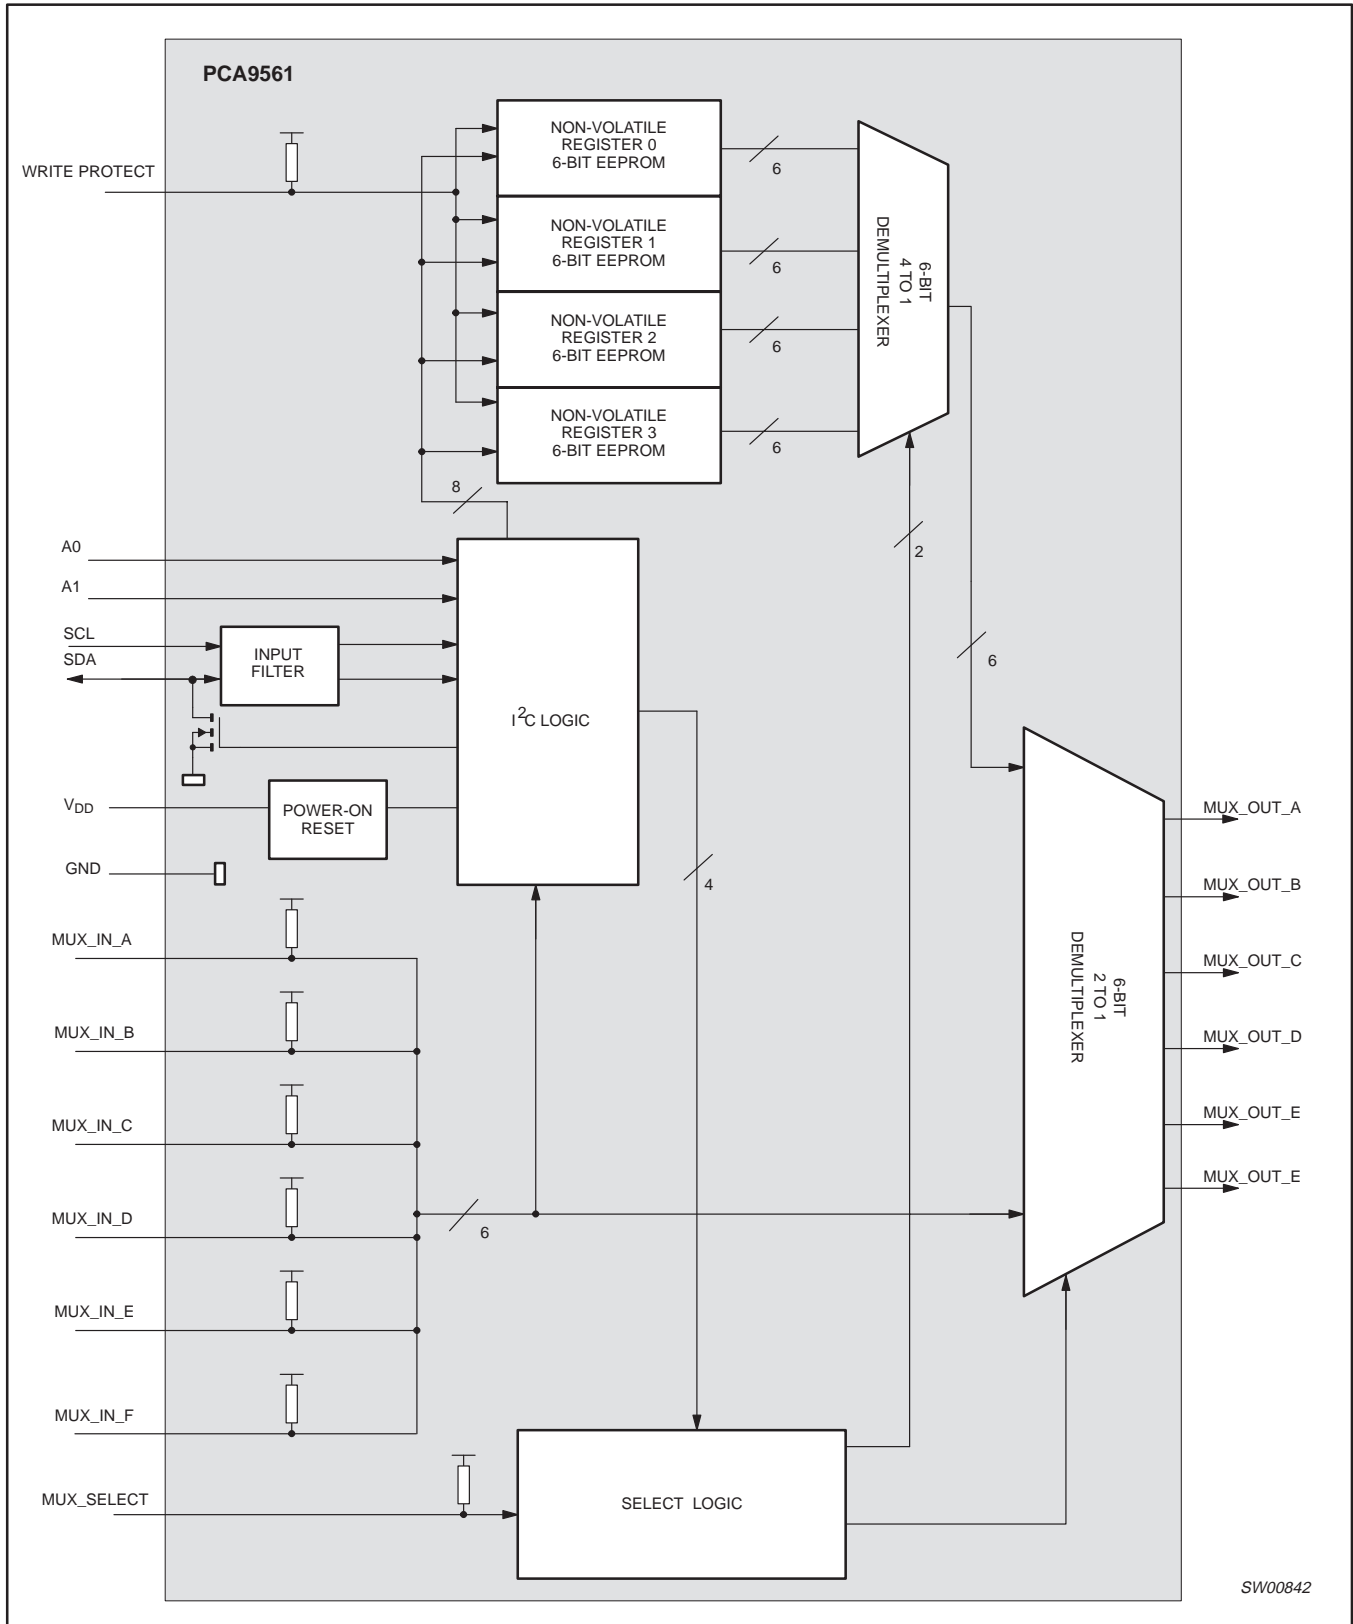 PCA9561
WRITE PROTECT
NON-VOLATILE
REGISTER 0
6-BIT EEPROM
6
NON-VOLATILE
REGISTER 1
6-BIT EEPROM
6
NON-VOLATILE
REGISTER 2
6-BIT EEPROM
6
NON-VOLATILE
REGISTER 3
6-BIT EEPROM
6
6-BIT
4 TO 1
DEMULTIPLEXER
8
2
6
A0
A1
SCL
SDA
INPUT
FILTER
I2C LOGIC
VDD
POWER-ON
RESET
GND
4
MUX_IN_A
MUX_IN_B
MUX_IN_C
MUX_IN_D
6
MUX_IN_E
MUX_IN_F
MUX_SELECT
SELECT LOGIC
6-BIT
2 TO 1
DEMULTIPLEXER
MUX_OUT_A
MUX_OUT_B
MUX_OUT_C
MUX_OUT_D
MUX_OUT_E
MUX_OUT_E
SW00842